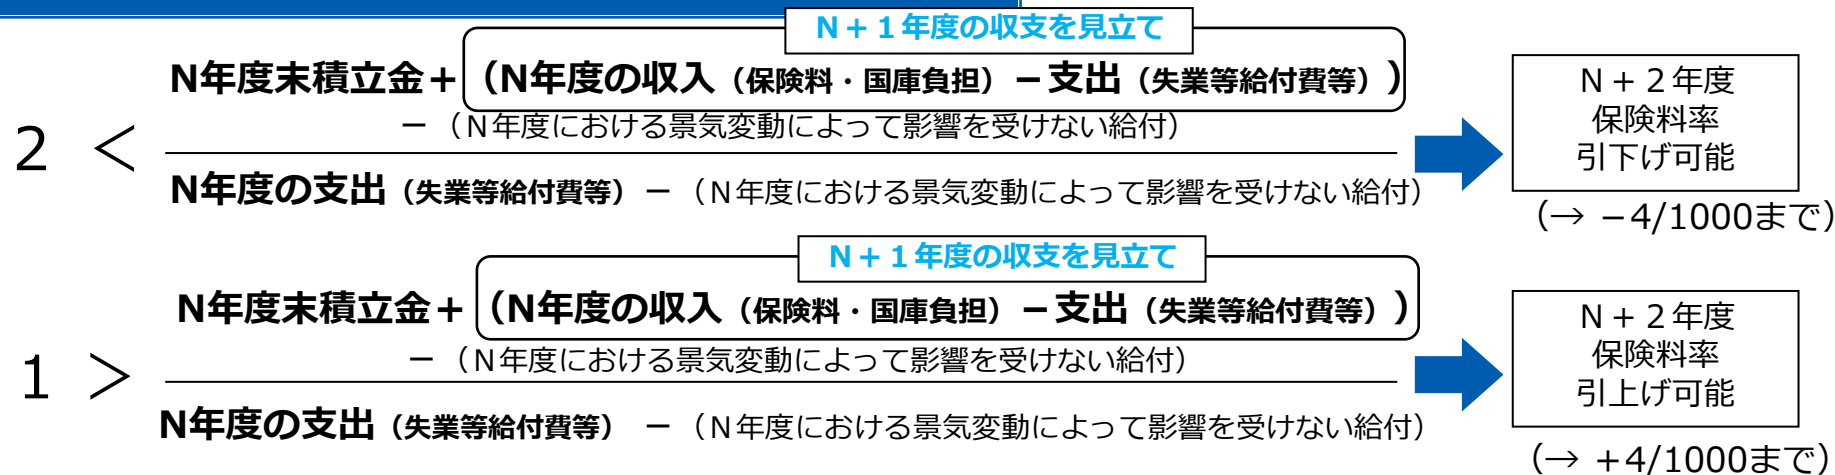 N+1年度の収支を見立て
N年度末積立金+(N年度の収入(保険料・国庫負担)-支出(失業等給付費等))
-(N年度における景気変動によって影響を受けない給付)
2 <
N年度の支出(失業等給付費等)-(N年度における景気変動によって影響を受けない給付)
N+2年度
保険料率
引下げ可能
(→ -4/1000まで)
N+1年度の収支を見立て
N年度末積立金+(N年度の収入(保険料・国庫負担)-支出(失業等給付費等))
-(N年度における景気変動によって影響を受けない給付)
1 >
N年度の支出(失業等給付費等) -(N年度における景気変動によって影響を受けない給付)
N+2年度
保険料率
引上げ可能
(→ +4/1000まで)